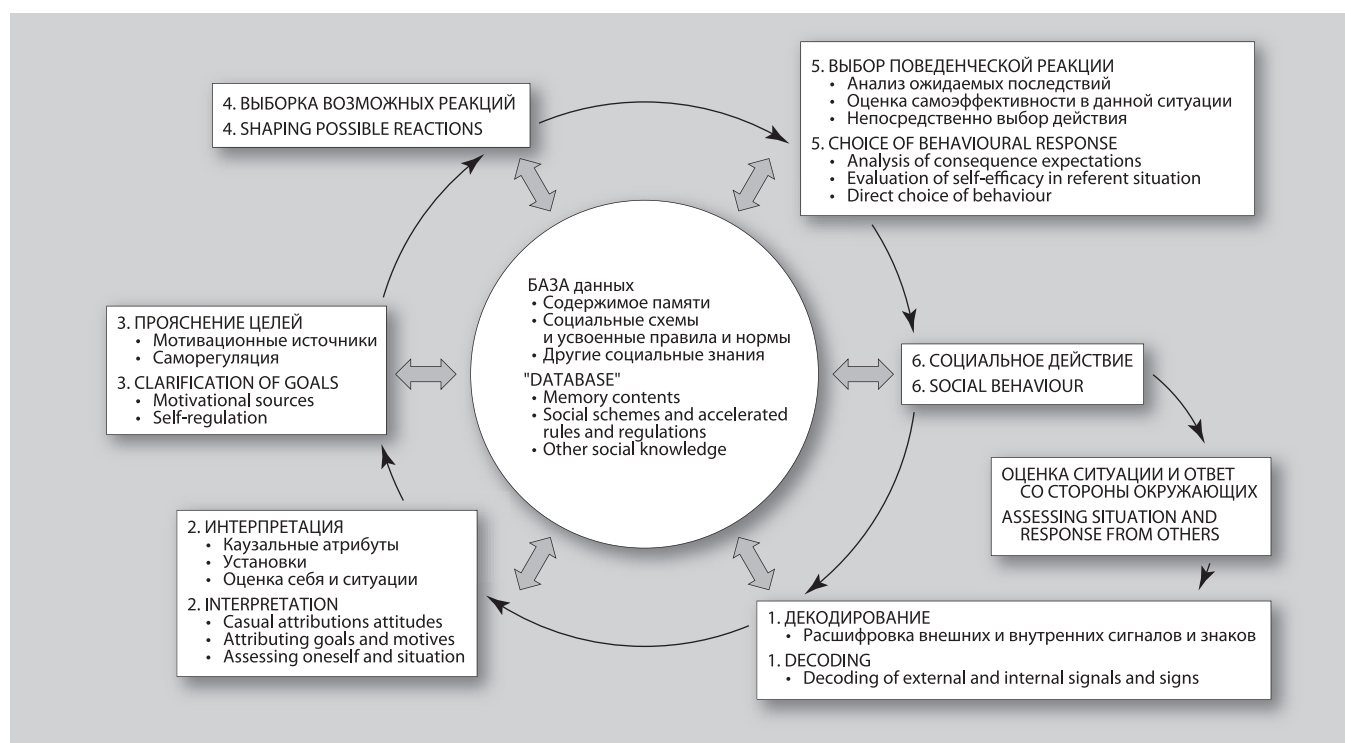 4. ВЫБОРКА ВОЗМОЖНЫХ РЕАКЦИЙ
4. SHAPING POSSIBLE REACTIONS
5. ВЫБОР ПОВЕДЕНЧЕСКОЙ РЕАКЦИИ
• Анализ ожидаемых последствий
• Оценка самоэффективности в данной ситуации
• Непосредственно выбор действия
5. CHOICE OF BEHAVIOURAL RESPONSE
• Analysis of consequence expectations
• Evaluation of self-efficacy in referent situation
• Direct choice of behaviour
БАЗА данных
• Содержимое памяти
• Социальные схемы
и усвоенные правила и нормы
• Другие социальные знания
"DATABASE"
• Memory contents
• Social schemes and accelerated
rules and regulations
• Other social knowledge
3. ПРОЯСНЕНИЕ ЦЕЛЕЙ
• Мотивационные источники
• Саморегуляция
3. CLARIFICATION OF GOALS
• Motivational sources
• Self-regulation
6. СОЦИАЛЬНОЕ ДЕЙСТВИЕ
6. SOCIAL BEHAVIOUR
ОЦЕНКА СИТУАЦИИ И ОТВЕТ
СО СТОРОНЫ ОКРУЖАЮЩИХ
ASSESSING SITUATION AND
RESPONSE FROM OTHERS
2. ИНТЕРПРЕТАЦИЯ
• Каузальные атрибуты
• Установки
• Оценка себя и ситуации
2. INTERPRETATION
• Casual attributions attitudes
• Attributing goals and motives
• Assessing oneself and situation
1. ДЕКОДИРОВАНИЕ
• Расшифровка внешних и внутренних сигналов и знаков
1. DECODING
• Decoding of external and internal signals and signs